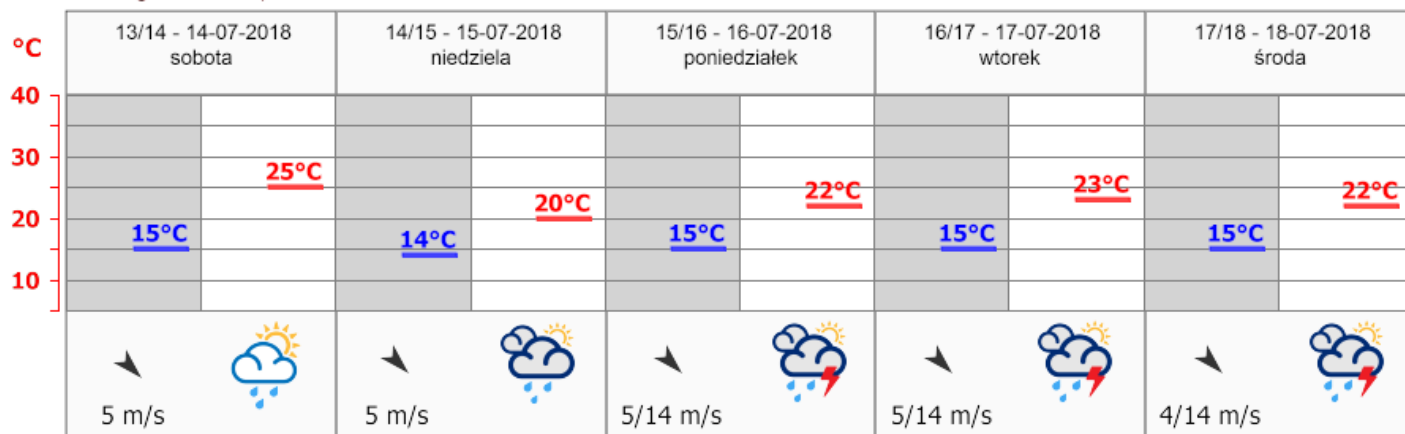 13/14 - 14-07-2018
sobota
14/15 - 15-07-2018
niedziela
15/16 - 16-07-2018
poniedziałek
16/17 - 17-07-2018
wtorek
17/18 - 18-07-2018
środa
°C
40
30
20
10
15°C
25°C
14°C
20°C
15°C
22°C
15°C
23°C
15°C
22°C
5 m/s
5 m/s
5/14 m/s
5/14 m/s
4/14 m/s